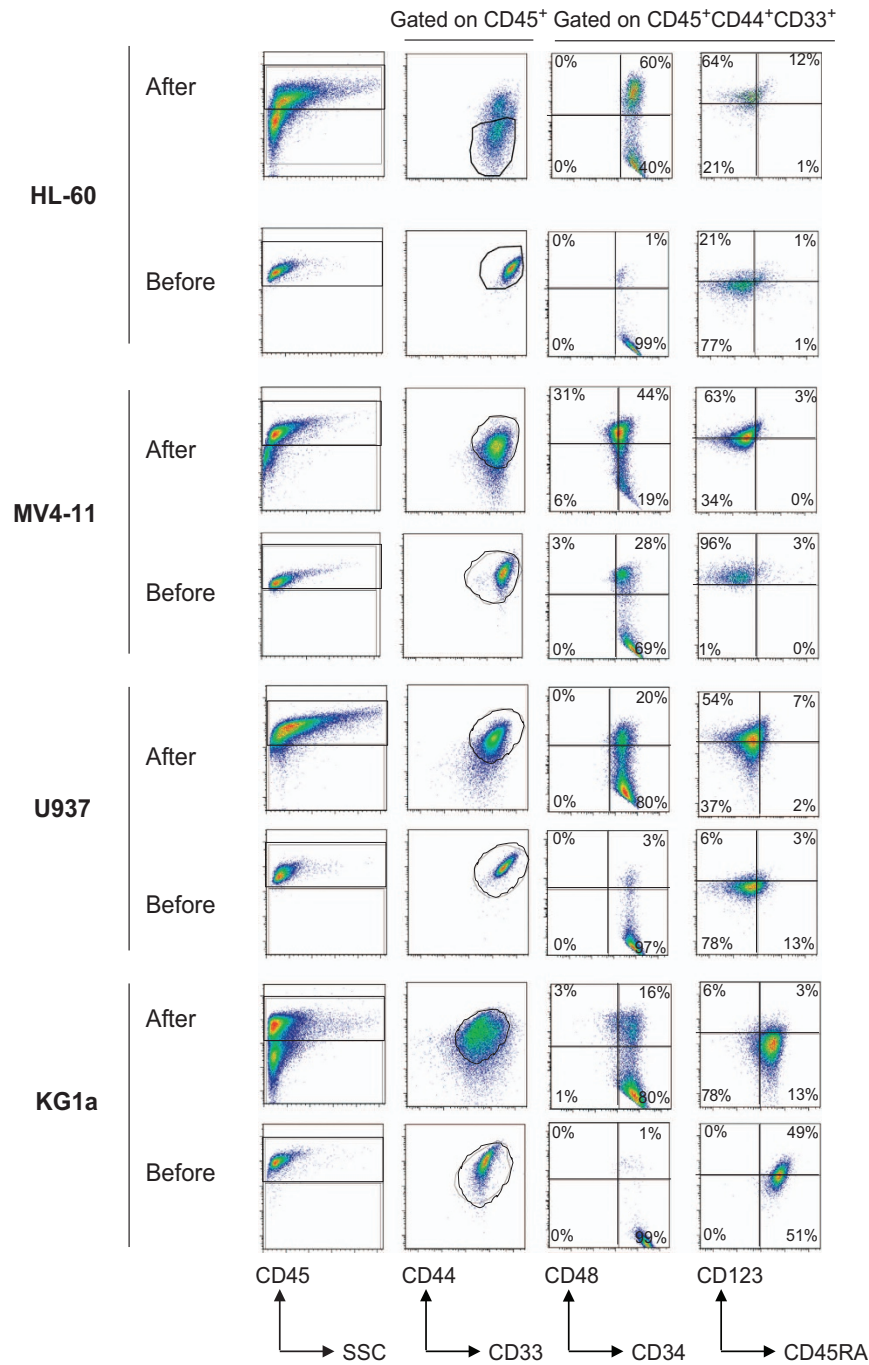 Gated on CD45+ Gated on CD45+CD44+CD33+
HL-60
After
0% 60%
0% 40%
64% 12%
21% 1%
Before
0% 1%
0% 99%
21% 1%
77% 1%
MV4-11
After
31% 44%
6% 19%
63% 3%
34% 0%
Before
3% 28%
0% 69%
96% 3%
1% 0%
U937
After
0% 20%
0% 80%
54% 7%
37% 2%
Before
0% 3%
0% 97%
6% 3%
78% 13%
KG1a
After
3% 16%
1% 80%
6% 3%
78% 13%
Before
0% 1%
0% 99%
0% 49%
0% 51%
CD45 CD44 CD48 CD123
SSC CD33 CD34 CD45RA